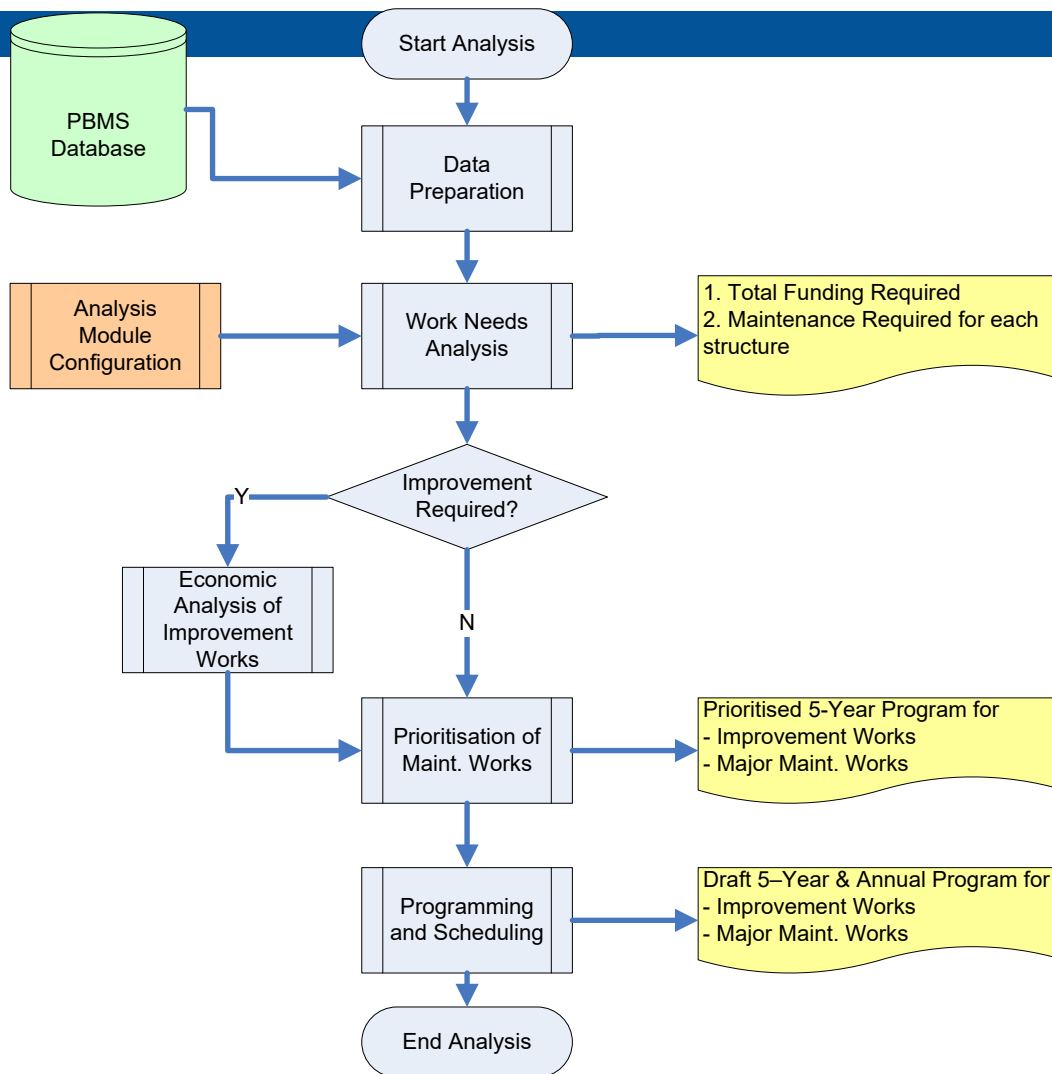 Start Analysis
PBMS
Database
Data
Preparation
Analysis
Module
Configuration
Work Needs
Analysis
1. Total Funding Required
2. Maintenance Required for each
structure
Improvement
Required?
Y
Economic
Analysis of
Improvement
Works
N
Prioritisation of
Maint. Works
Prioritised 5-Year Program for
- Improvement Works
- Major Maint. Works
Programming
and Scheduling
Draft 5–Year & Annual Program for
- Improvement Works
- Major Maint. Works
End Analysis